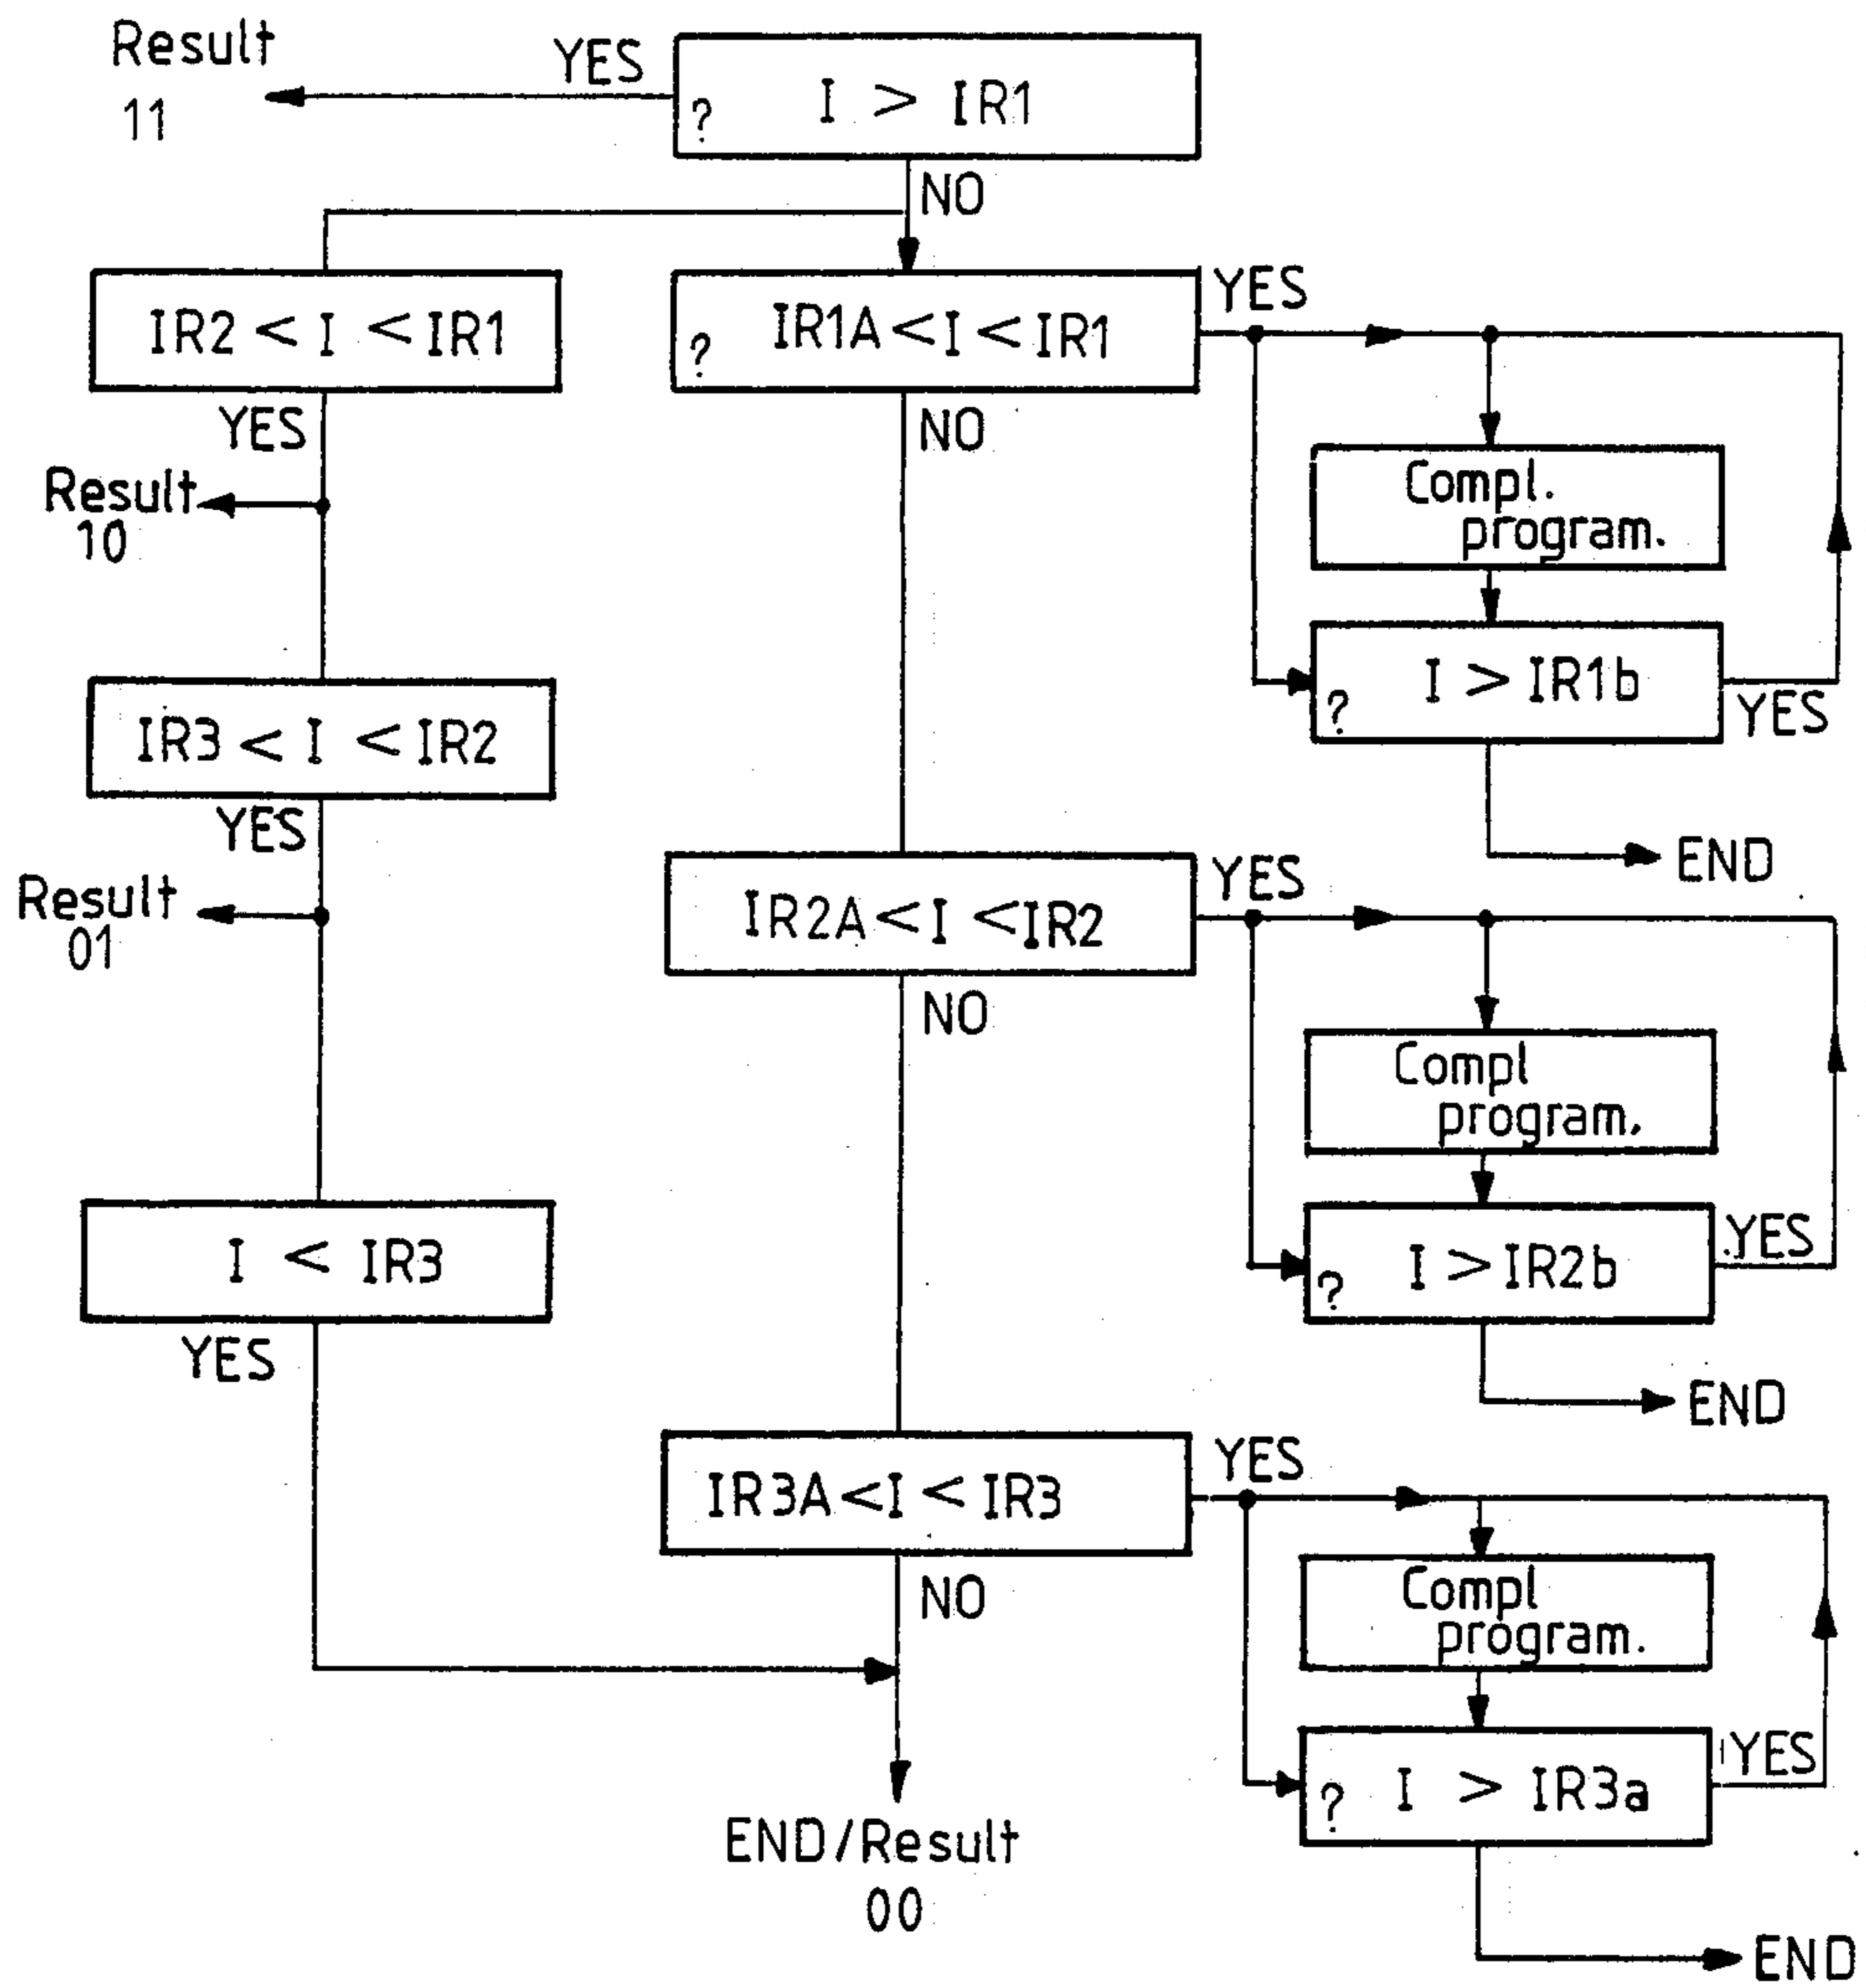 Result
11
YES
? I > IR1
NO
IR2 < I < IR1
? IR1A < I < IR1
YES
YES
NO
Result
10
Compl.
program.
? I > IR1b
YES
IR3 < I < IR2
YES
END
Result
01
IR2A < I < IR2
YES
NO
Compl
program.
I < IR3
? I > IR2b
YES
YES
END
IR3A < I < IR3
YES
NO
Compl
program.
? I > IR3a
YES
END/Result
00
END